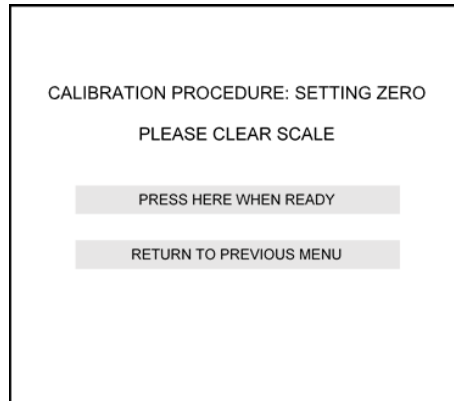 CALIBRATION PROCEDURE: SETTING ZERO
PLEASE CLEAR SCALE
PRESS HERE WHEN READY
RETURN TO PREVIOUS MENU